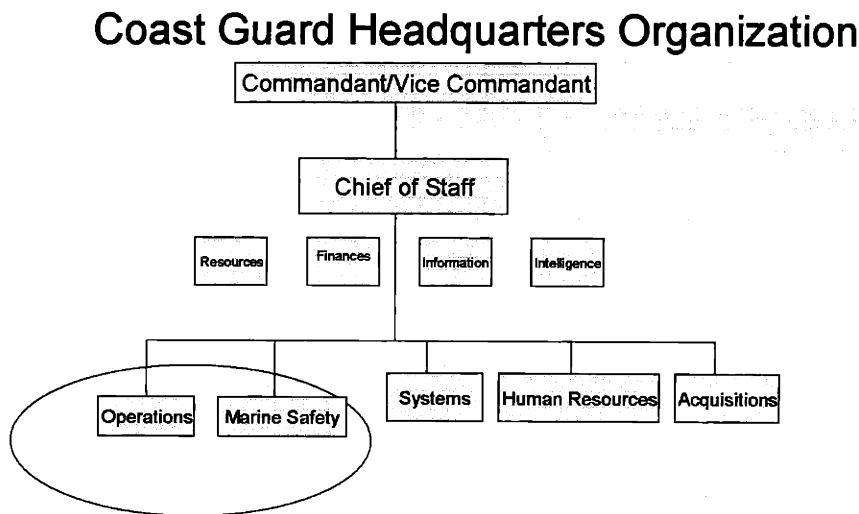 Coast Guard Headquarters Organization
Commandant/Vice Commandant
Chief of Staff
Resources
Finances
Information
Intelligence
Operations
Marine Safety
Systems
Human Resources
Acquisitions